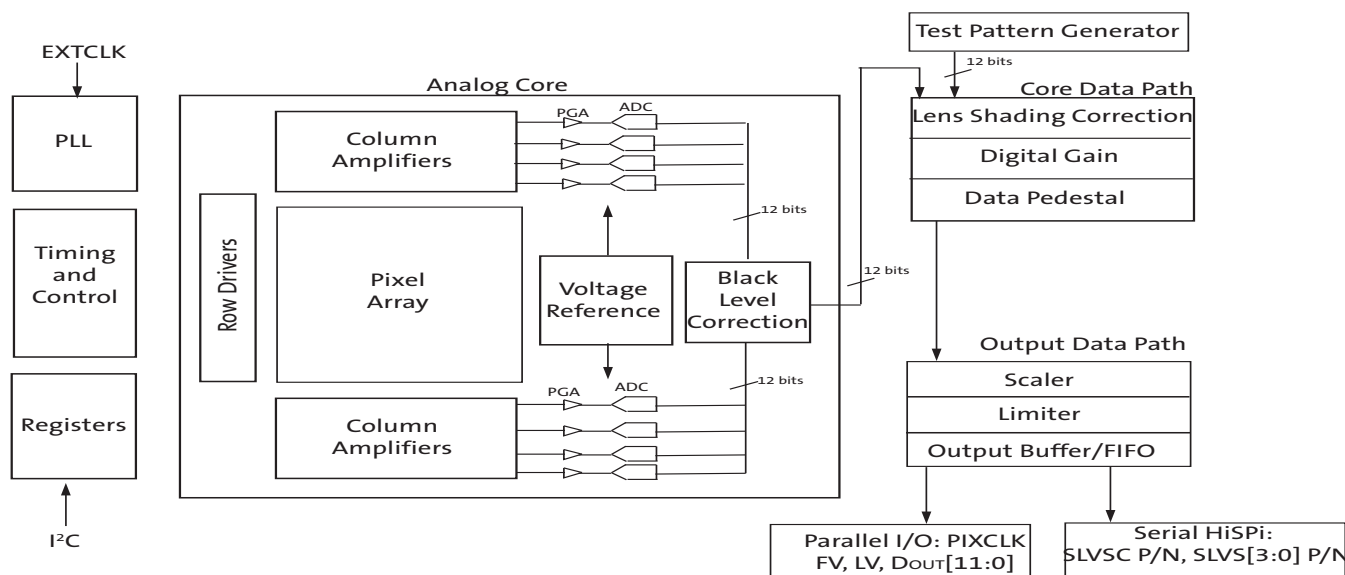 Test Pattern Generator
EXTCLK
12 bits
Analog Core
Core Data Path
PLL
Column
Amplifiers
PGA
ADC
Lens Shading Correction
Digital Gain
Data Pedestal
12 bits
Timing
and
Control
Row Drivers
Pixel
Array
Voltage
Reference
Black
Level
Correction
12 bits
Output Data Path
12 bits
Scaler
PGA
ADC
Registers
Column
Amplifiers
Limiter
Output Buffer/FIFO
I²C
Parallel I/O: PIXCLK
FV, LV, DOUT[11:0]
Serial HiSPi:
SLVSC P/N, SLVS[3:0] P/N